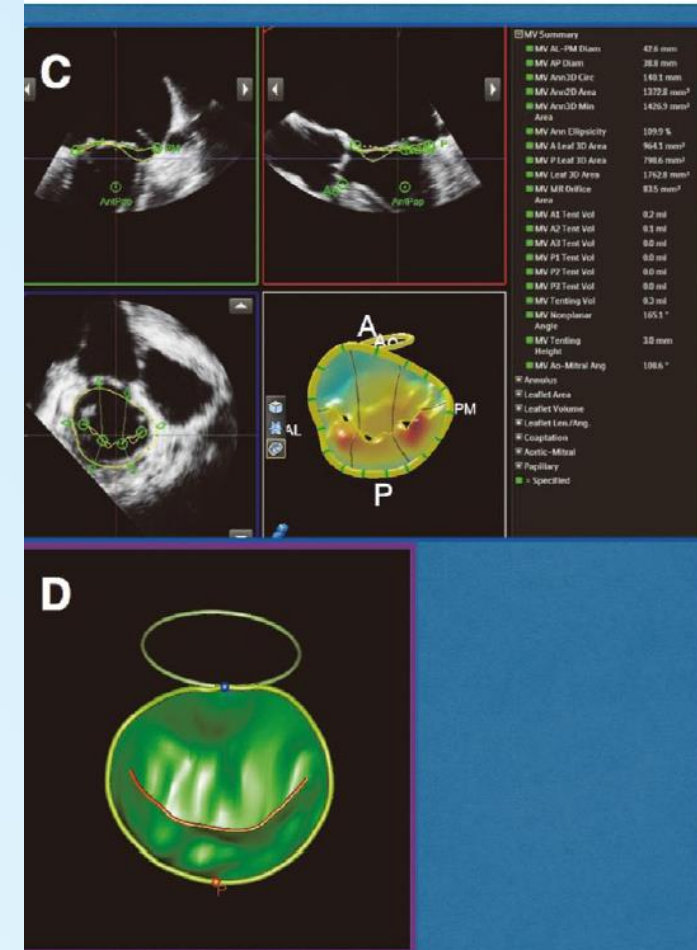 C
MV Summary
MV AL-PM Diam 42.6 mm
MV AP Diam 38.8 mm
MV Ann3D Circ 140.1 mm
MV Ann2D Area 1372.8 mm²
MV Ann3D Min Area 1426.9 mm²
MV Ann Ellipsicity 109.9 %
MV A Leaf 3D Area 964.1 mm²
MV P Leaf 3D Area 798.6 mm²
MV Leaf 3D Area 1762.8 mm²
MV MR Orifice Area 83.5 mm²
MV A1 Tent Vol 0.2 ml
MV A2 Tent Vol 0.1 ml
MV A3 Tent Vol 0.0 ml
MV P1 Tent Vol 0.0 ml
MV P2 Tent Vol 0.0 ml
MV P3 Tent Vol 0.0 ml
MV Tenting Vol 0.3 ml
MV Nonplanar Angle 165.1 °
MV Tenting Height 3.0 mm
MV Ao-Mitral Ang 108.6 °
Annulus
Leaflet Area
Leaflet Volume
Leaflet Len./Ang.
Coaptation
Aortic-Mitral
Papillary
= Specified
AntPap
P
AntPap
A
Ao
AL
PM
P
D
P